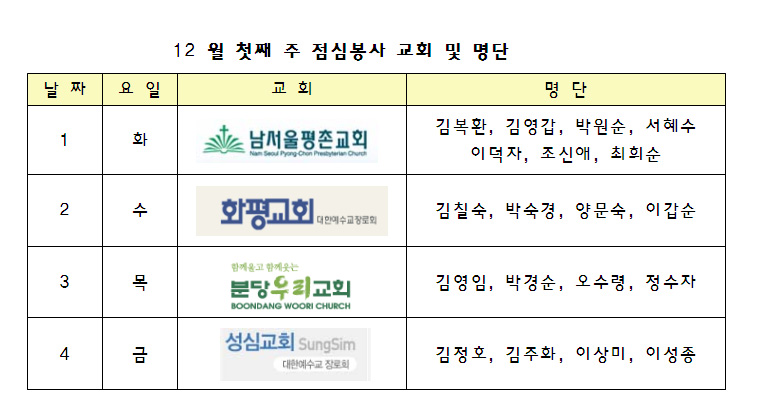 12 월 첫째 주 점심봉사 교회 및 명단
날 짜 요 일 교 회 명 단
1 화 남서울평촌교회 Nam Seoul Pyong-Chon Presbyterian Church 김복환, 김영갑, 박원순, 서혜수
이덕자, 조신애, 최희순
2 수 화평교회 대한예수교장로회 김칠숙, 박숙경, 양문숙, 이갑순
3 목 함께울고 함께웃는
분당우리교회 김영임, 박경순, 오수령, 정수자
BOONDANG WOORI CHURCH
4 금 성심교회 SungSim 김정호, 김주화, 이상미, 이성종
대한예수교 장로회